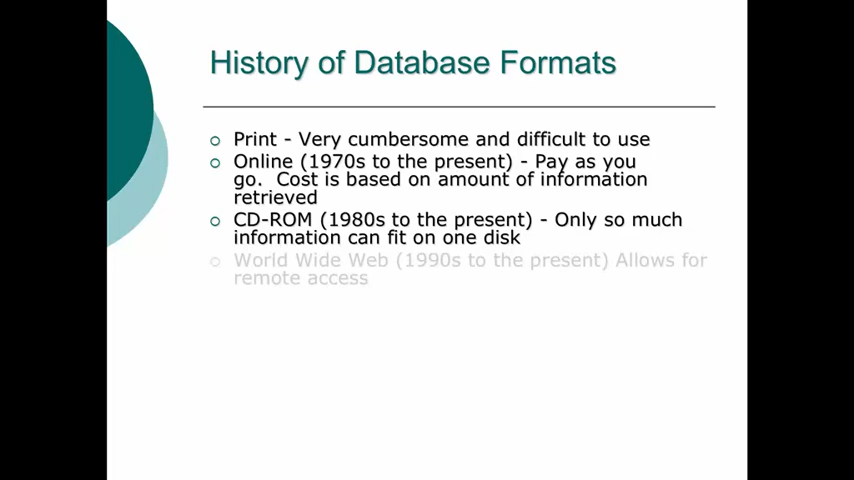 History of Database Formats
Print - Very cumbersome and difficult to use
Online (1970s to the present) - Pay as you
go.  Cost is based on amount of information
retrieved
CD-ROM (1980s to the present) - Only so much
information can fit on one disk
World Wide Web (1990s to the present) Allows for
remote access